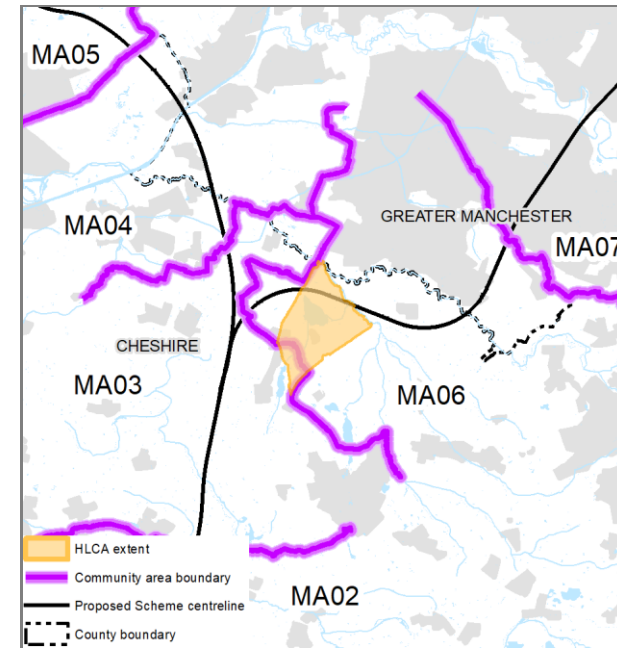 MA05
GREATER MANCHESTER
MA04
MA07
CHESHIRE
MA03
MA06
HLCA extent
Community area boundary
MA02
Proposed Scheme centreline
County boundary